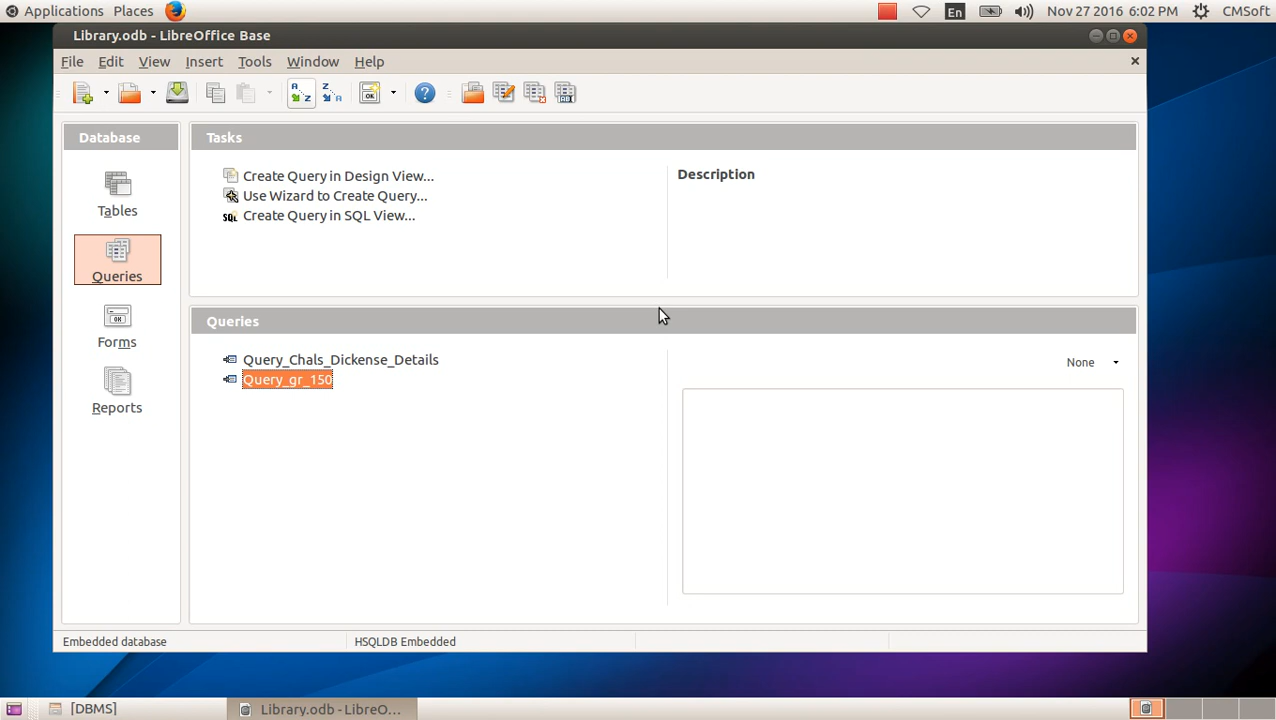 Applications Places En Nov 27 2016 6:02 PM CMSoft
Library.odb - LibreOffice Base
File Edit View Insert Tools Window Help
Database
Tables
Queries
Forms
Reports
Tasks
Create Query in Design View...
Use Wizard to Create Query...
SQL Create Query in SQL View...
Description
Queries
Query_Chals_Dickense_Details
Query_gr_150
None
Embedded database HSQLDB Embedded
[DBMS] Library.odb - LibreO...